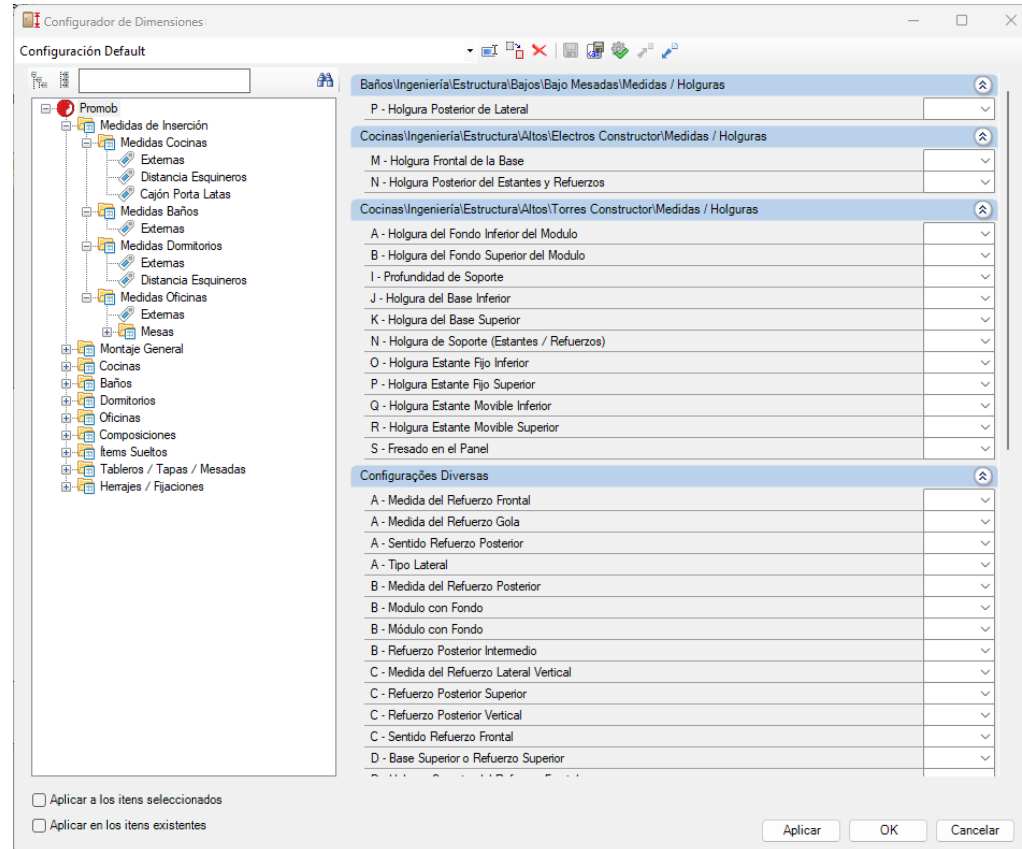 Configurador de Dimensiones
Configuración Default
Promob
Medidas de Inserción
Medidas Cocinas
Externas
Distancia Esquineros
Cajón Porta Latas
Medidas Baños
Externas
Medidas Dormitorios
Externas
Distancia Esquineros
Medidas Oficinas
Externas
Mesas
Montaje General
Cocinas
Baños
Dormitorios
Oficinas
Composiciones
Ítems Sueltos
Tableros / Tapas / Mesadas
Herrajes / Fijaciones
Baños\Ingeniería\Estructura\Bajos\Bajo Mesadas\Medidas / Holguras
P - Holgura Posterior de Lateral
Cocinas\Ingeniería\Estructura\Altos\Electros Constructor\Medidas / Holguras
M - Holgura Frontal de la Base
N - Holgura Posterior del Estantes y Refuerzos
Cocinas\Ingeniería\Estructura\Altos\Torres Constructor\Medidas / Holguras
A - Holgura del Fondo Inferior del Modulo
B - Holgura del Fondo Superior del Modulo
I - Profundidad de Soporte
J - Holgura del Base Inferior
K - Holgura del Base Superior
N - Holgura de Soporte (Estantes / Refuerzos)
O - Holgura Estante Fijo Inferior
P - Holgura Estante Fijo Superior
Q - Holgura Estante Movible Inferior
R - Holgura Estante Movible Superior
S - Fresado en el Panel
Configurações Diversas
A - Medida del Refuerzo Frontal
A - Medida del Refuerzo Gola
A - Sentido Refuerzo Posterior
A - Tipo Lateral
B - Medida del Refuerzo Posterior
B - Modulo con Fondo
B - Módulo con Fondo
B - Refuerzo Posterior Intermedio
C - Medida del Refuerzo Lateral Vertical
C - Refuerzo Posterior Superior
C - Refuerzo Posterior Vertical
C - Sentido Refuerzo Frontal
D - Base Superior o Refuerzo Superior
Aplicar a los itens seleccionados
Aplicar en los itens existentes
Aplicar
OK
Cancelar